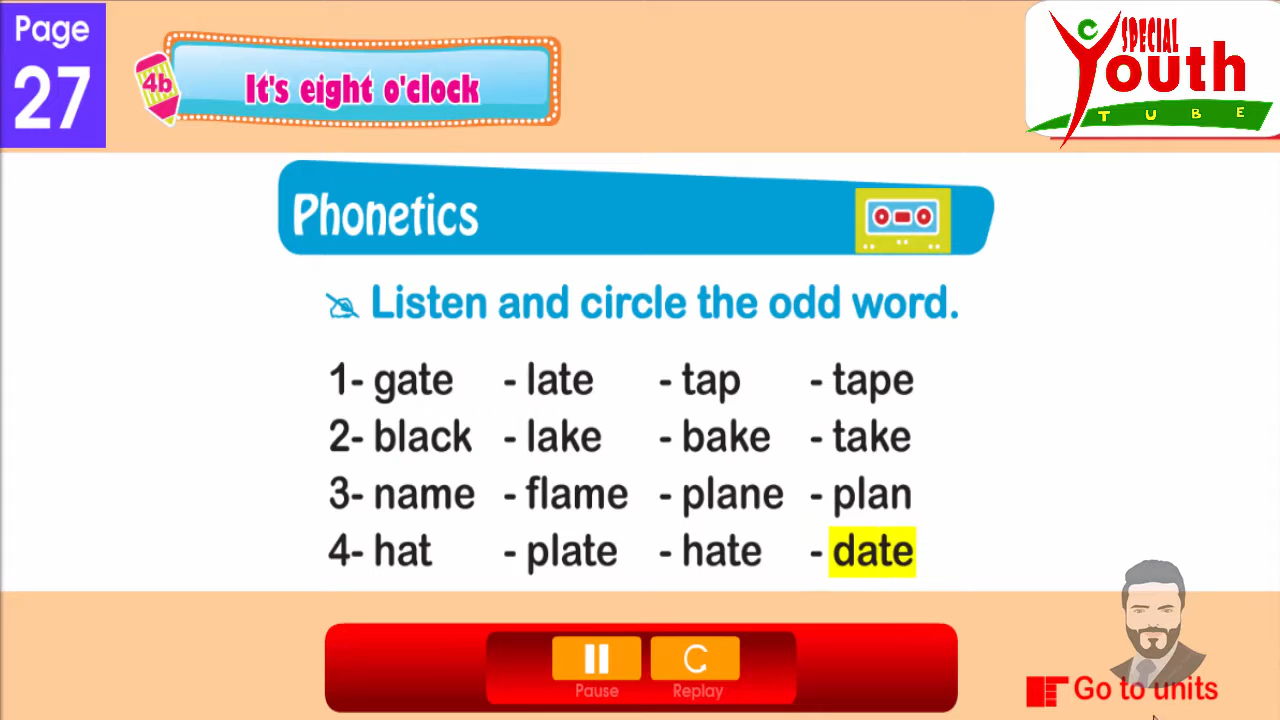 Page
27
4b
It's eight o'clock
C
SPECIAL
Youth
TUBE
Phonetics
Listen and circle the odd word.
1- gate - late - tap - tape
2- black - lake - bake - take
3- name - flame - plane - plan
4- hat - plate - hate - date
Pause Replay
Go to units